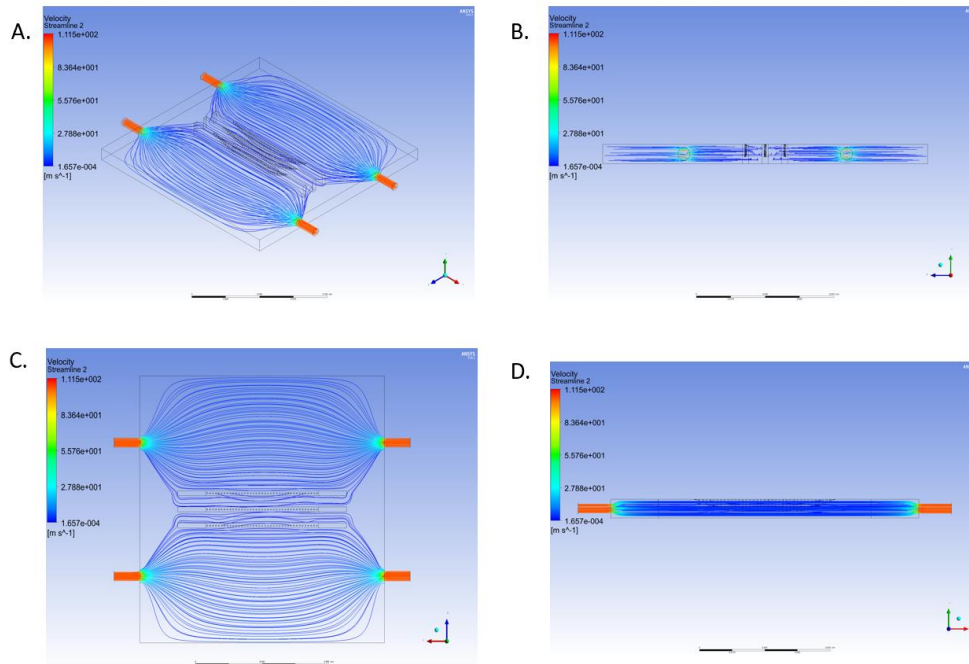 A.
Velocity
Streamline 2
1.115e+002
8.364e+001
5.576e+001
2.788e+001
1.657e-004
[m s^-1]
ANSYS
B.
Velocity
Streamline 2
1.115e+002
8.364e+001
5.576e+001
2.788e+001
1.657e-004
[m s^-1]
C.
Velocity
Streamline 2
1.115e+002
8.364e+001
5.576e+001
2.788e+001
1.657e-004
[m s^-1]
ANSYS
D.
Velocity
Streamline 2
1.115e+002
8.364e+001
5.576e+001
2.788e+001
1.657e-004
[m s^-1]